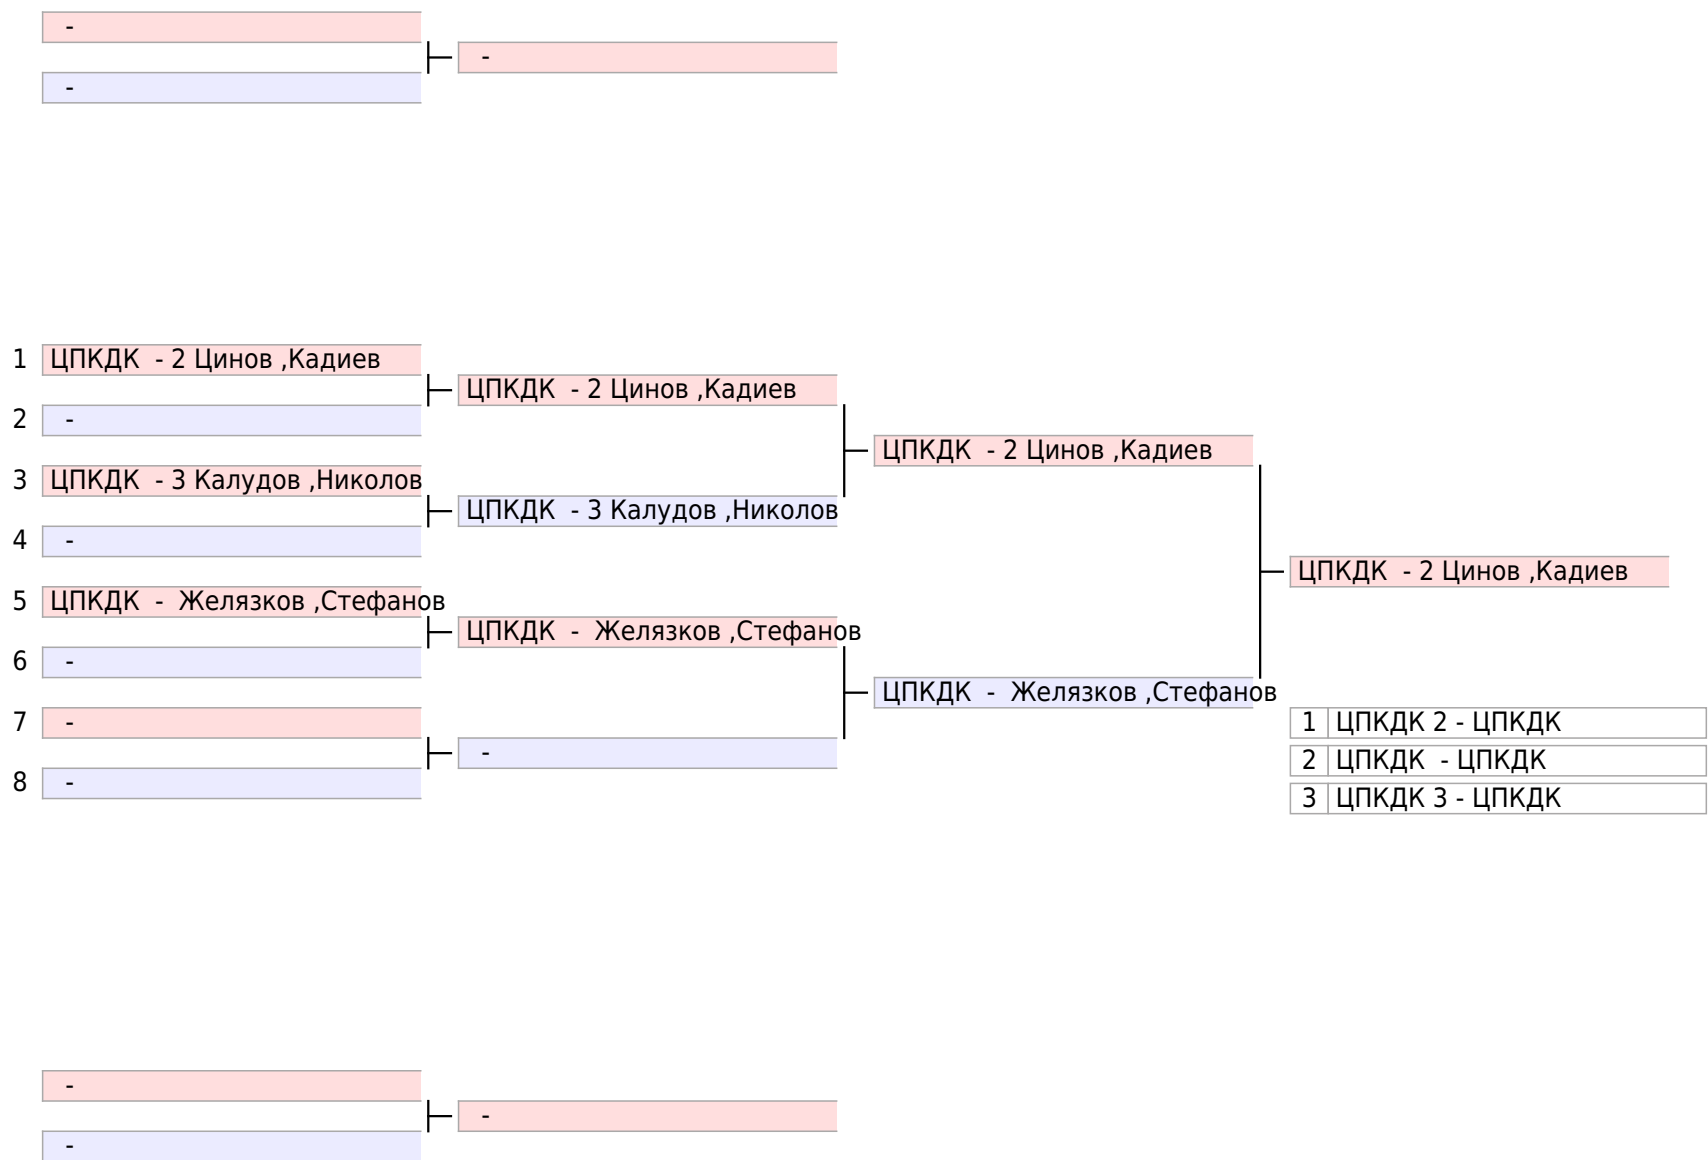 -
-
-
1 ЦПКДК - 2 Цинов ,Кадиев
ЦПКДК - 2 Цинов ,Кадиев
2 -
ЦПКДК - 2 Цинов ,Кадиев
3 ЦПКДК - 3 Калудов ,Николов
ЦПКДК - 3 Калудов ,Николов
4 -
ЦПКДК - 2 Цинов ,Кадиев
5 ЦПКДК - Желязков ,Стефанов
ЦПКДК - Желязков ,Стефанов
6 -
ЦПКДК - Желязков ,Стефанов
7 -
1 ЦПКДК 2 - ЦПКДК
-
2 ЦПКДК - ЦПКДК
8 -
3 ЦПКДК 3 - ЦПКДК
-
-
-